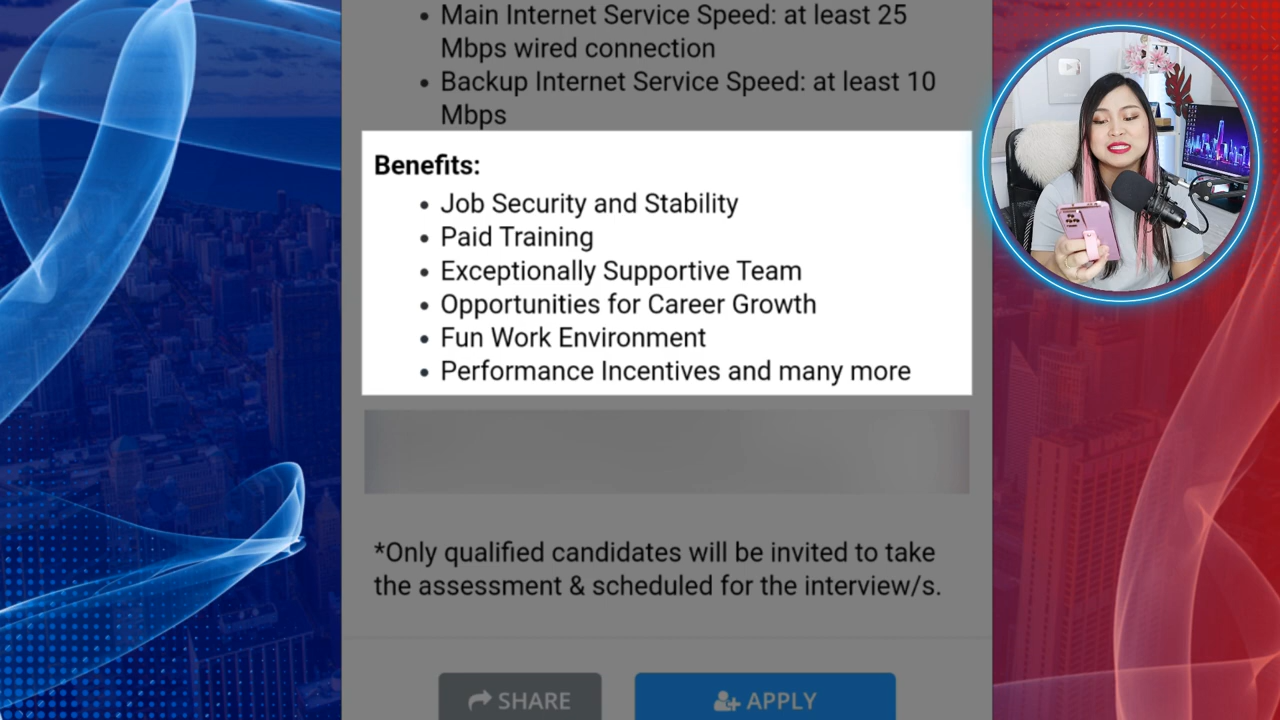 • Main Internet Service Speed: at least 25
Mbps wired connection
• Backup Internet Service Speed: at least 10
Mbps
Benefits:
• Job Security and Stability
• Paid Training
• Exceptionally Supportive Team
• Opportunities for Career Growth
• Fun Work Environment
• Performance Incentives and many more
*Only qualified candidates will be invited to take
the assessment & scheduled for the interview/s.
SHARE
APPLY